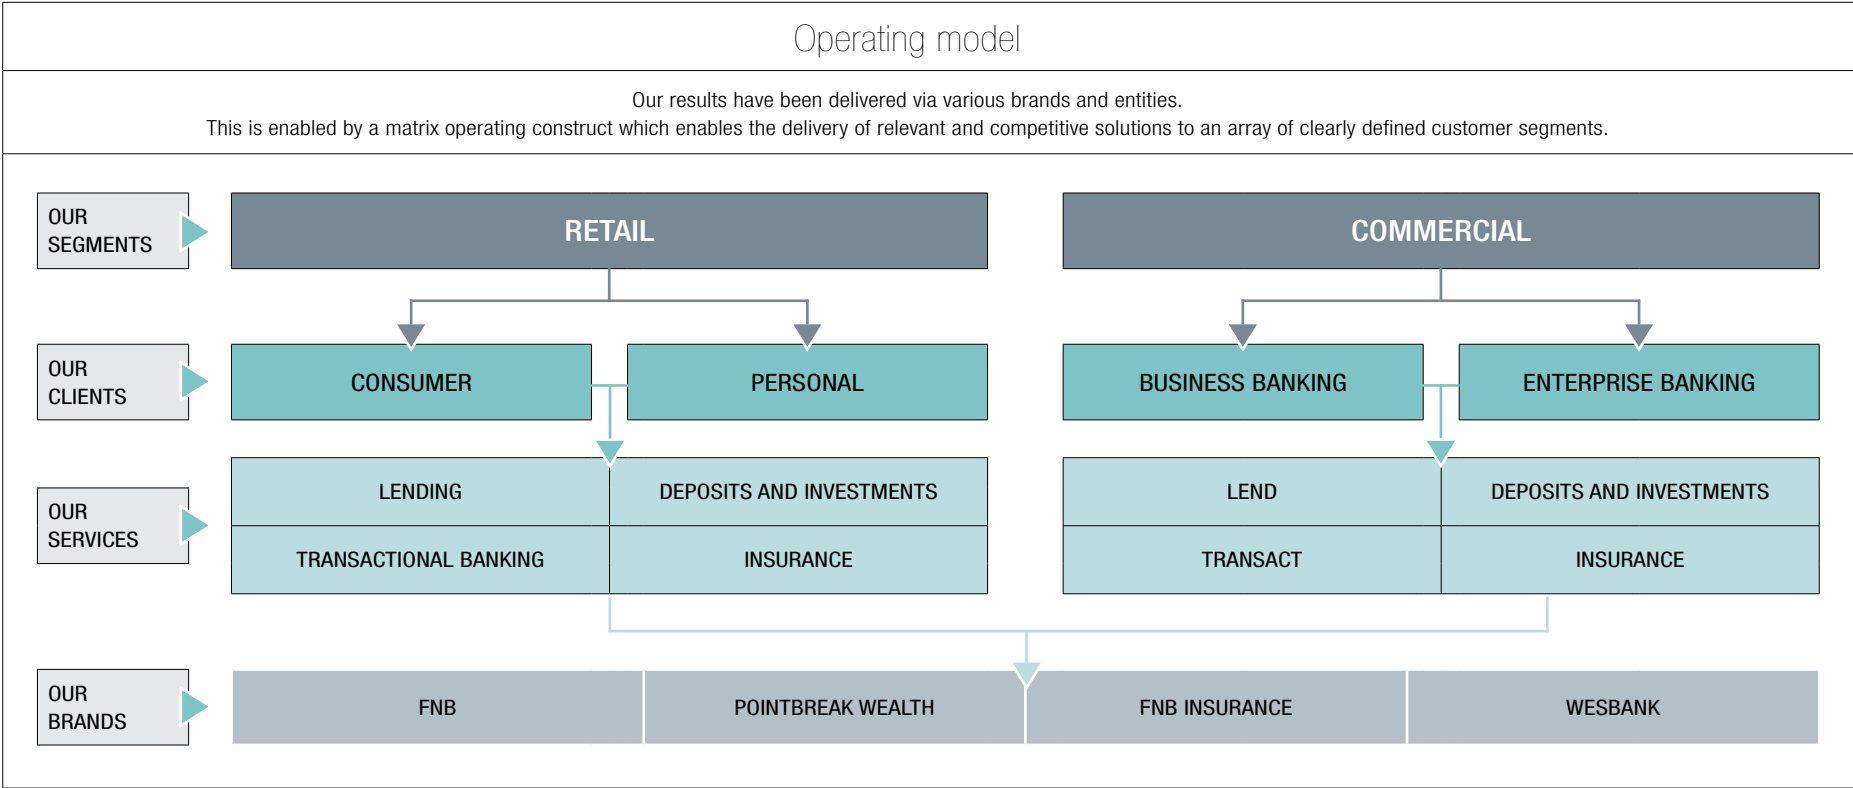 Operating model
Our results have been delivered via various brands and entities.
This is enabled by a matrix operating construct which enables the delivery of relevant and competitive solutions to an array of clearly defined customer segments.
OUR
SEGMENTS
RETAIL
COMMERCIAL
OUR
CLIENTS
CONSUMER
PERSONAL
BUSINESS BANKING
ENTERPRISE BANKING
OUR
SERVICES
LENDING
DEPOSITS AND INVESTMENTS
TRANSACTIONAL BANKING
INSURANCE
LEND
DEPOSITS AND INVESTMENTS
TRANSACT
INSURANCE
OUR
BRANDS
FNB
POINTBREAK WEALTH
FNB INSURANCE
WESBANK